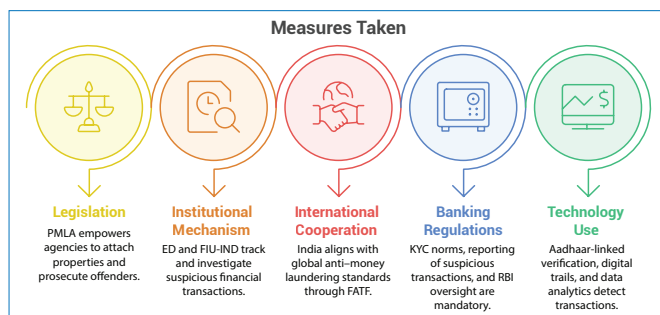 Measures Taken
Legislation
PMLA empowers
agencies to attach
properties and
prosecute offenders.
Institutional
Mechanism
ED and FIU-IND track
and investigate
suspicious financial
transactions.
International
Cooperation
India aligns with
global anti–money
laundering standards
through FATF.
Banking
Regulations
KYC norms, reporting
of suspicious
transactions, and RBI
oversight are
mandatory.
Technology
Use
Aadhaar-linked
verification, digital
trails, and data
analytics detect
transactions.